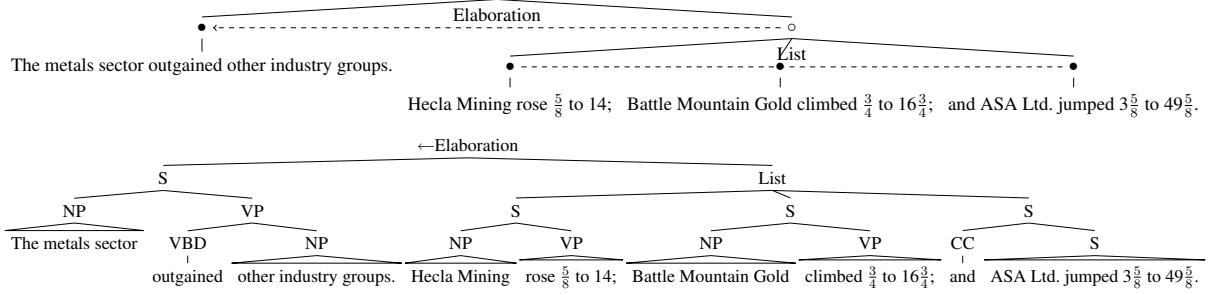 Elaboration
The metals sector outgained other industry groups.
List
Hecla Mining rose 5/8 to 14; Battle Mountain Gold climbed 3/4 to 16 3/4; and ASA Ltd. jumped 3 5/8 to 49 5/8.
←Elaboration
S List
NP VP S S S
The metals sector VBD NP NP VP NP VP CC S
outgained other industry groups. Hecla Mining rose 5/8 to 14; Battle Mountain Gold climbed 3/4 to 16 3/4; and ASA Ltd. jumped 3 5/8 to 49 5/8.